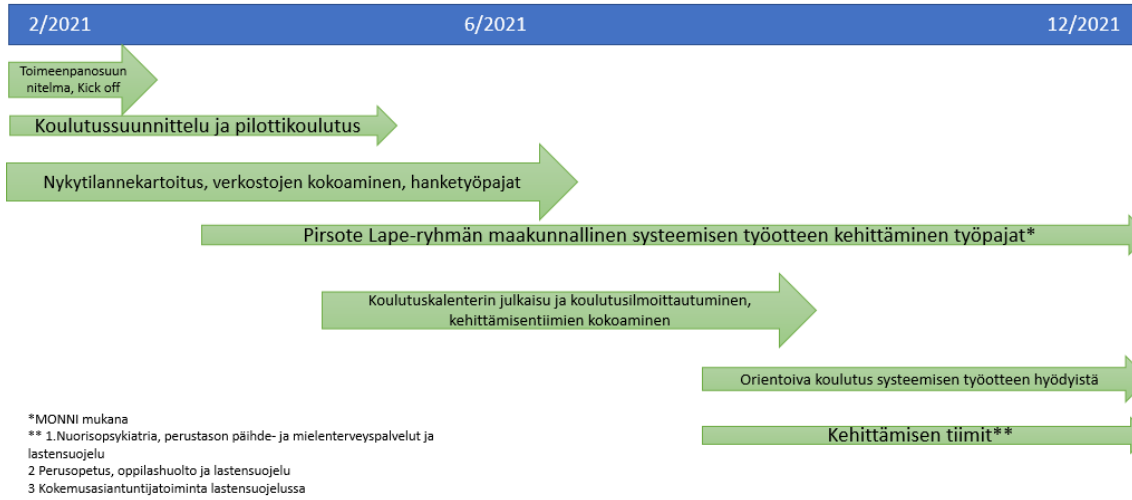 2/2021 6/2021 12/2021
Toimeenpanosuun
nitelma, Kick off
Koulutussuunnittelu ja pilottikoulutus
Nykytilannekartoitus, verkostojen kokoaminen, hanketyöpajat
Pirsote Lape-ryhmän maakunnallinen systeemisen työotteen kehittäminen työpajat*
Koulutuskalenterin julkaisu ja koulutusilmoittautuminen,
kehittämisentiimien kokoaminen
Orientoiva koulutus systeemisen työotteen hyödyistä
Kehittämisen tiimit**
*MONNI mukana
** 1.Nuorisopsykiatria, perustason päihde- ja mielenterveyspalvelut ja
lastensuojelu
2 Perusopetus, oppilashuolto ja lastensuojelu
3 Kokemusasiantuntijatoiminta lastensuojelussa